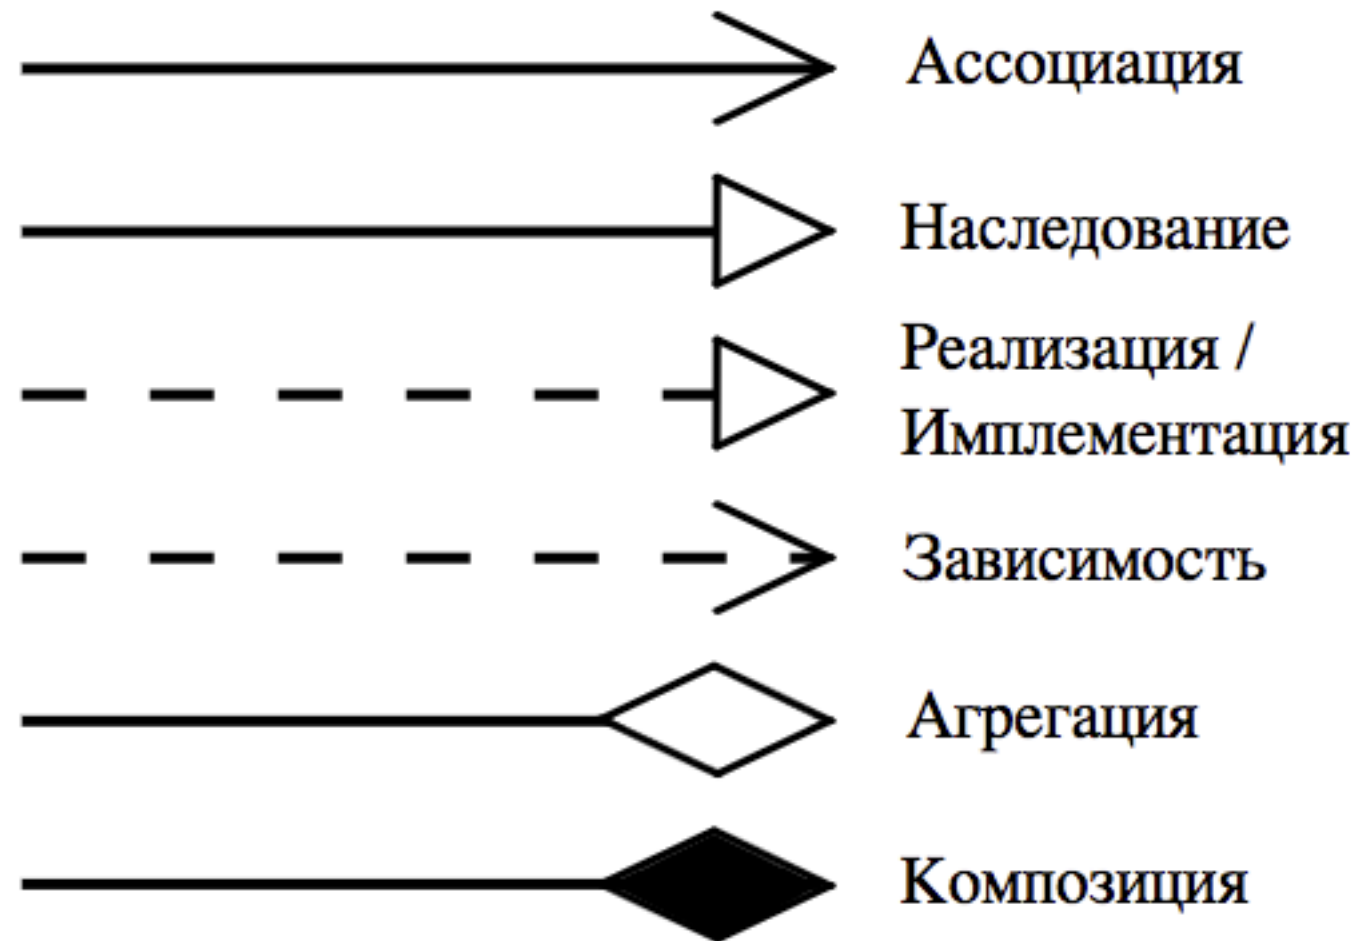 Ассоциация
Наследование
Реализация /
Имплементация
Зависимость
Агрегация
Композиция